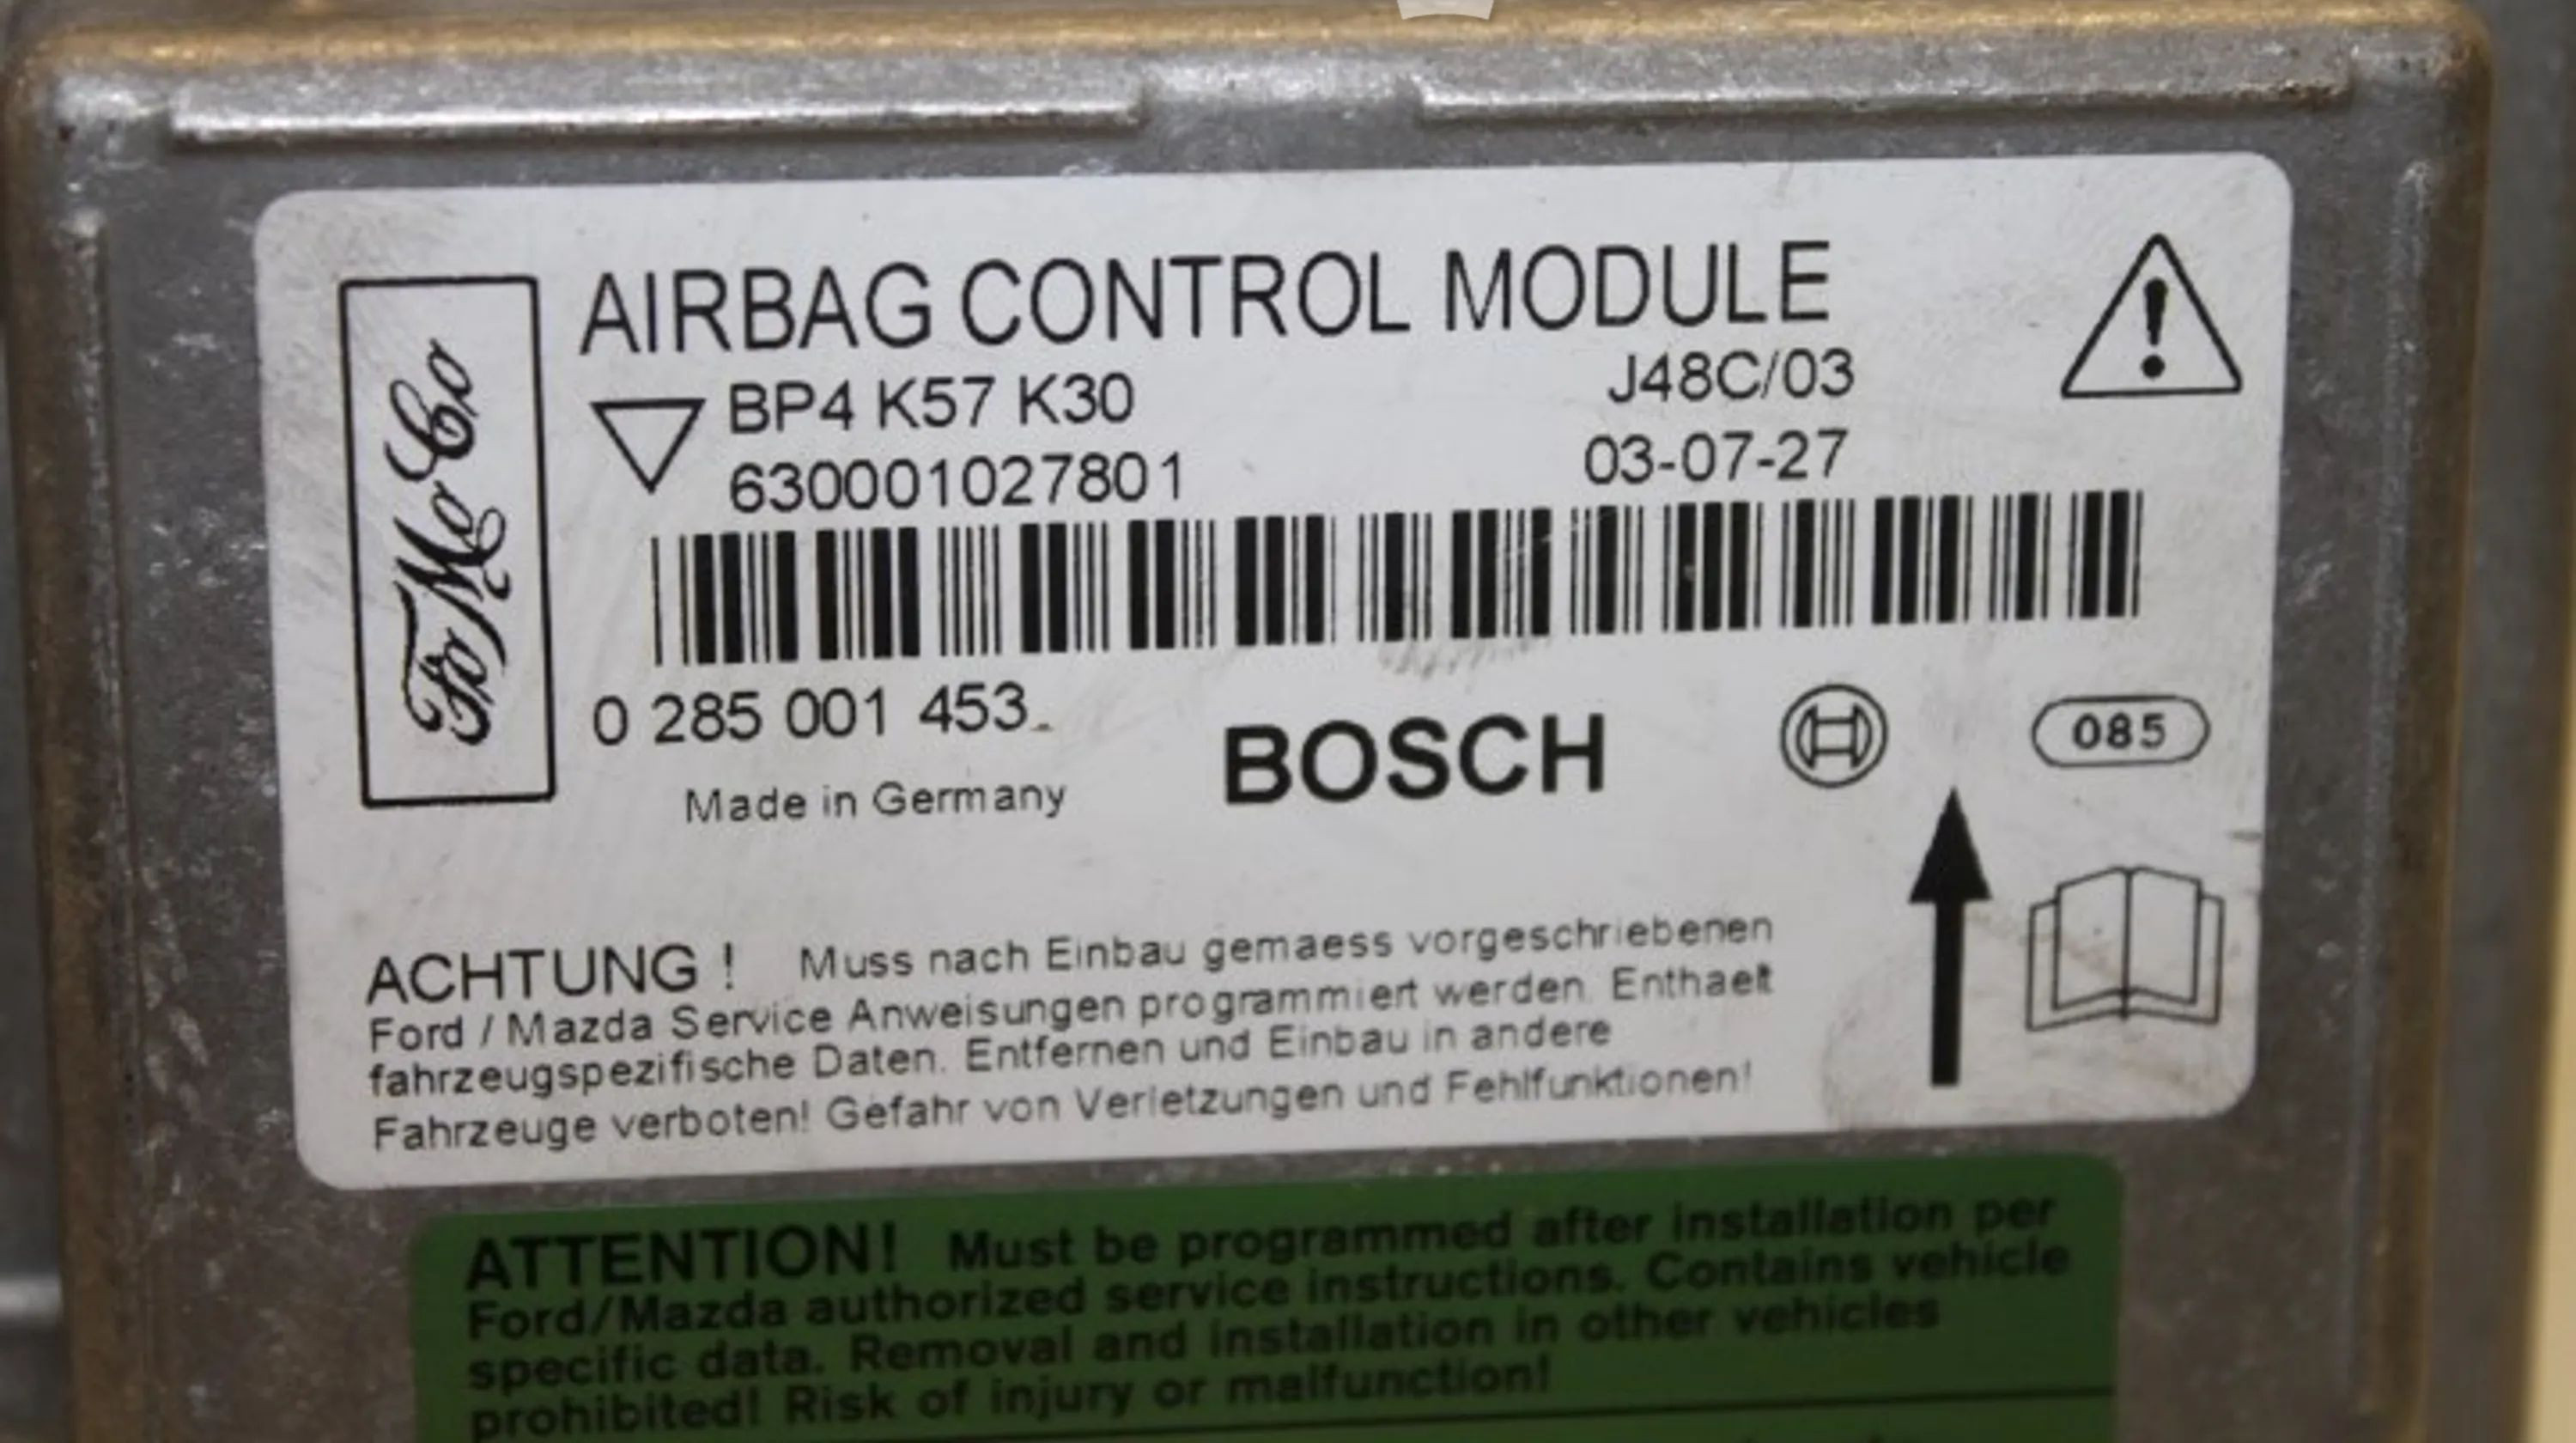 AIRBAG CONTROL MODULE
FoMoCo
BP4 K57 K30
J48C/03
630001027801
03-07-27
0 285 001 453
BOSCH
085
Made in Germany
ACHTUNG ! Muss nach Einbau gemaess vorgeschriebenen
Ford / Mazda Service Anweisungen programmiert werden. Enthaelt
fahrzeugspezifische Daten. Entfernen und Einbau in andere
Fahrzeuge verboten! Gefahr von Verletzungen und Fehlfunktionen!
ATTENTION! Must be programmed after installation per
Ford/Mazda authorized service instructions. Contains vehicle
specific data. Removal and installation in other vehicles
prohibited! Risk of injury or malfunction!